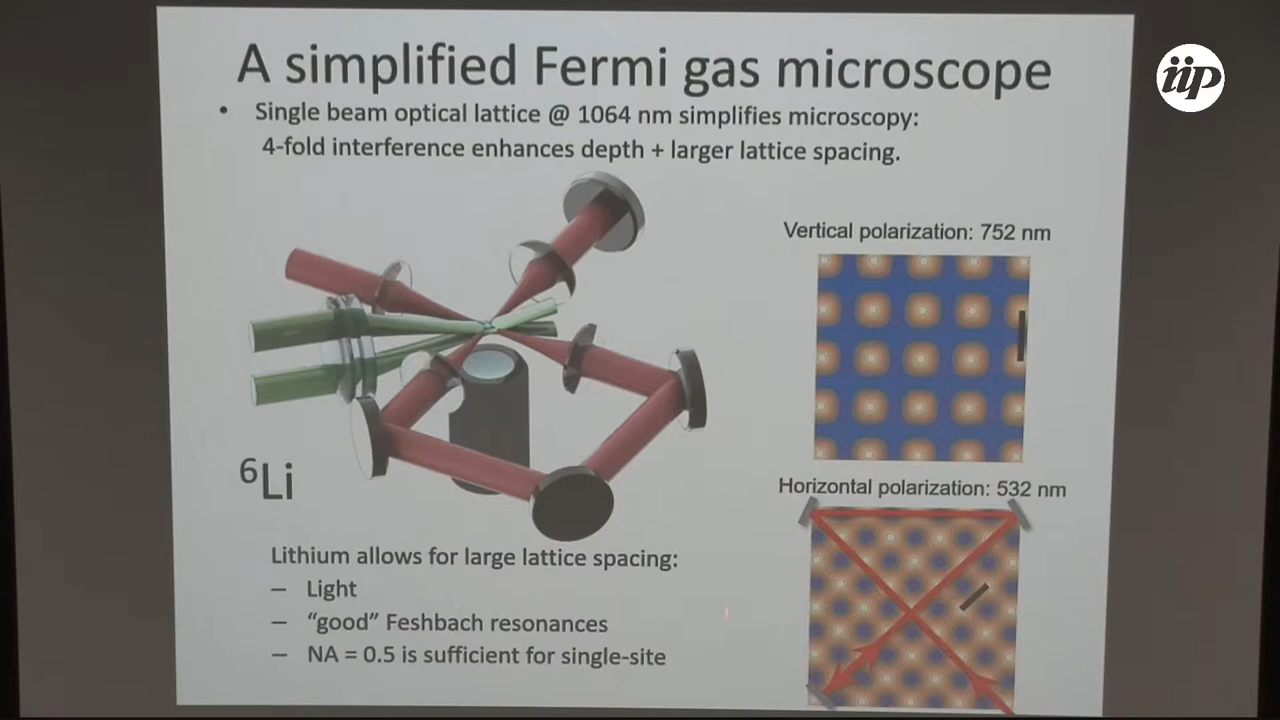 A simplified Fermi gas microscope
• Single beam optical lattice @ 1064 nm simplifies microscopy:
4-fold interference enhances depth + larger lattice spacing.
Vertical polarization: 752 nm
Horizontal polarization: 532 nm
⁶Li
Lithium allows for large lattice spacing:
– Light
– “good” Feshbach resonances
– NA = 0.5 is sufficient for single-site
iip